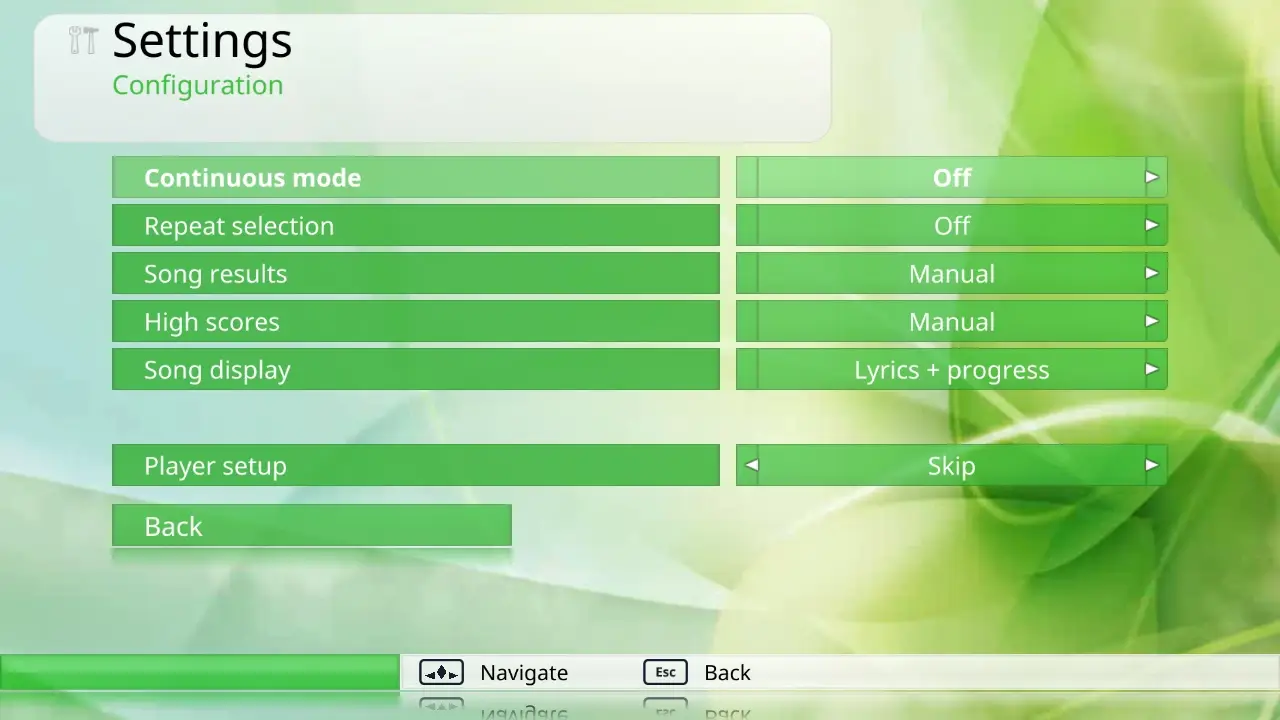 Settings
Configuration
Continuous mode Off
Repeat selection Off
Song results Manual
High scores Manual
Song display Lyrics + progress
Player setup Skip
Back
Navigate Esc Back